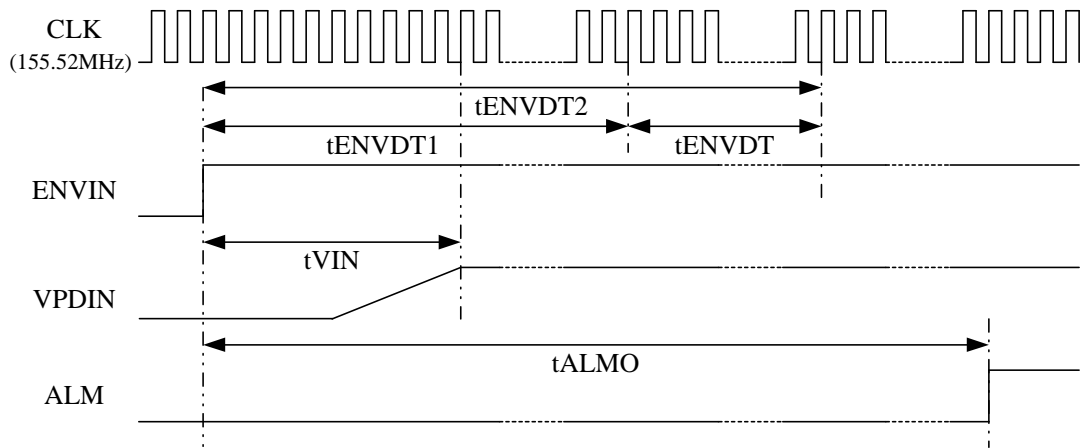 CLK
(155.52MHz)
tENVDT2
tENVDT1
tENVDT
ENVIN
tVIN
VPDIN
tALMO
ALM